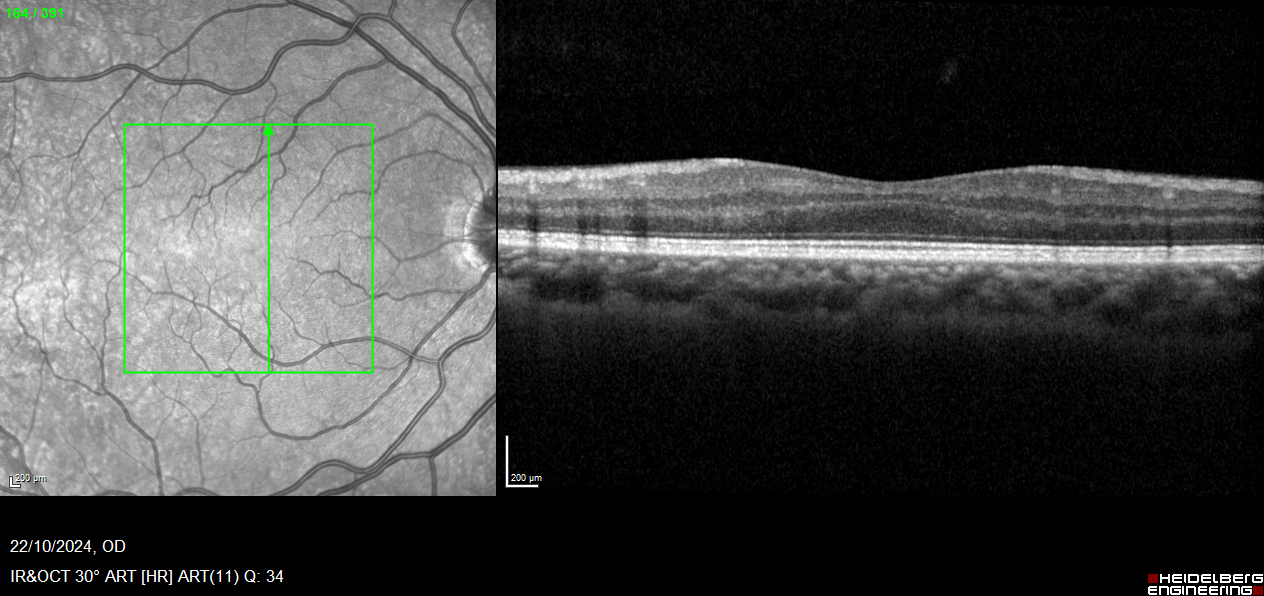 164 / 391
200 µm
200 µm
22/10/2024, OD
IR&OCT 30° ART [HR] ART(11) Q: 34
HEIDELBERG
ENGINEERING